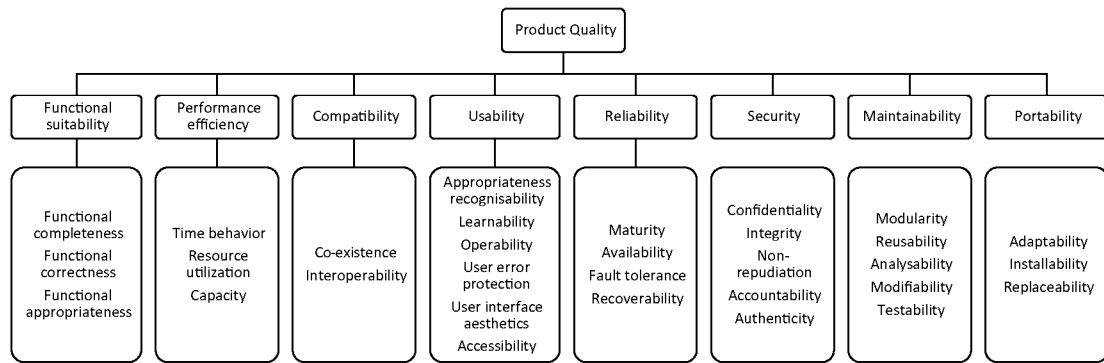 Product Quality
Functional
suitability
Performance
efficiency
Compatibility
Usability
Reliability
Security
Maintainability
Portability
Functional
completeness
Functional
correctness
Functional
appropriateness
Time behavior
Resource
utilization
Capacity
Co-existence
Interoperability
Appropriateness
recognisability
Learnability
Operability
User error
protection
User interface
aesthetics
Accessibility
Maturity
Availability
Fault tolerance
Recoverability
Confidentiality
Integrity
Non-
repudiation
Accountability
Authenticity
Modularity
Reusability
Analysability
Modifiability
Testability
Adaptability
Installability
Replaceability